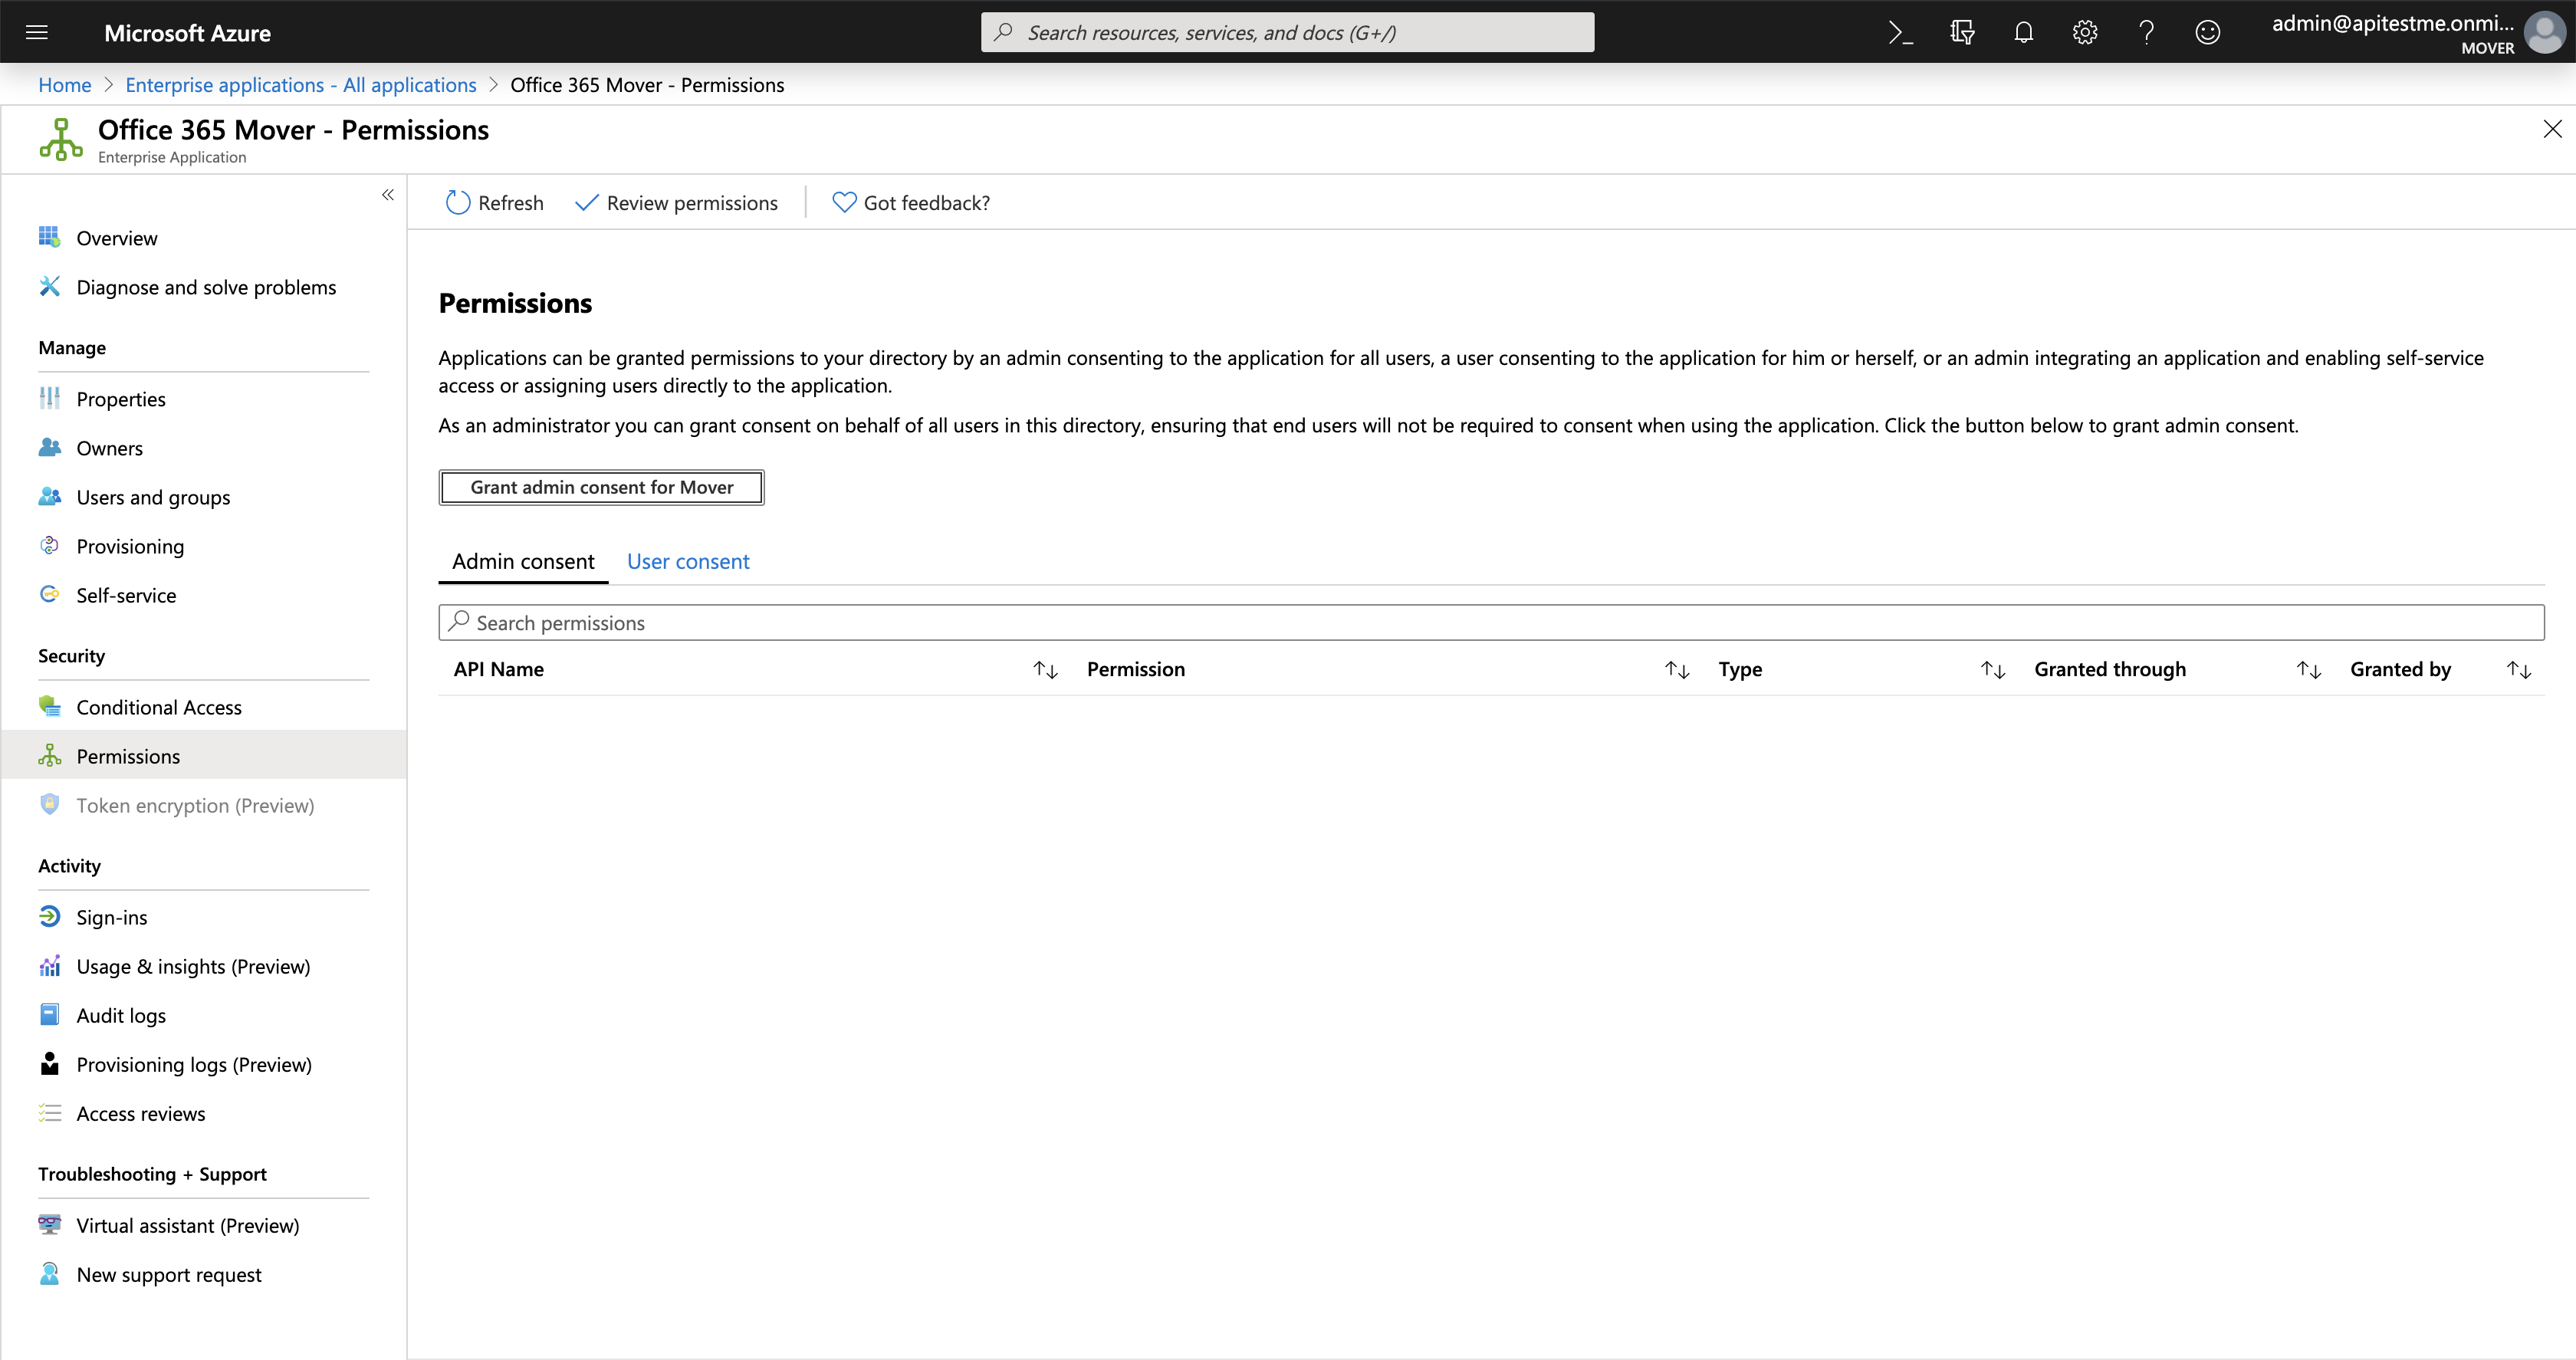 Microsoft Azure
Search resources, services, and docs (G+/)
admin@apitestme.onmi...
MOVER
Home > Enterprise applications - All applications > Office 365 Mover - Permissions
Office 365 Mover - Permissions
Enterprise Application
Overview
Diagnose and solve problems
Manage
Properties
Owners
Users and groups
Provisioning
Self-service
Security
Conditional Access
Permissions
Token encryption (Preview)
Activity
Sign-ins
Usage & insights (Preview)
Audit logs
Provisioning logs (Preview)
Access reviews
Troubleshooting + Support
Virtual assistant (Preview)
New support request
Refresh Review permissions Got feedback?
Permissions
Applications can be granted permissions to your directory by an admin consenting to the application for all users, a user consenting to the application for him or herself, or an admin integrating an application and enabling self-service
access or assigning users directly to the application.
As an administrator you can grant consent on behalf of all users in this directory, ensuring that end users will not be required to consent when using the application. Click the button below to grant admin consent.
Grant admin consent for Mover
Admin consent User consent
Search permissions
API Name Permission Type Granted through Granted by